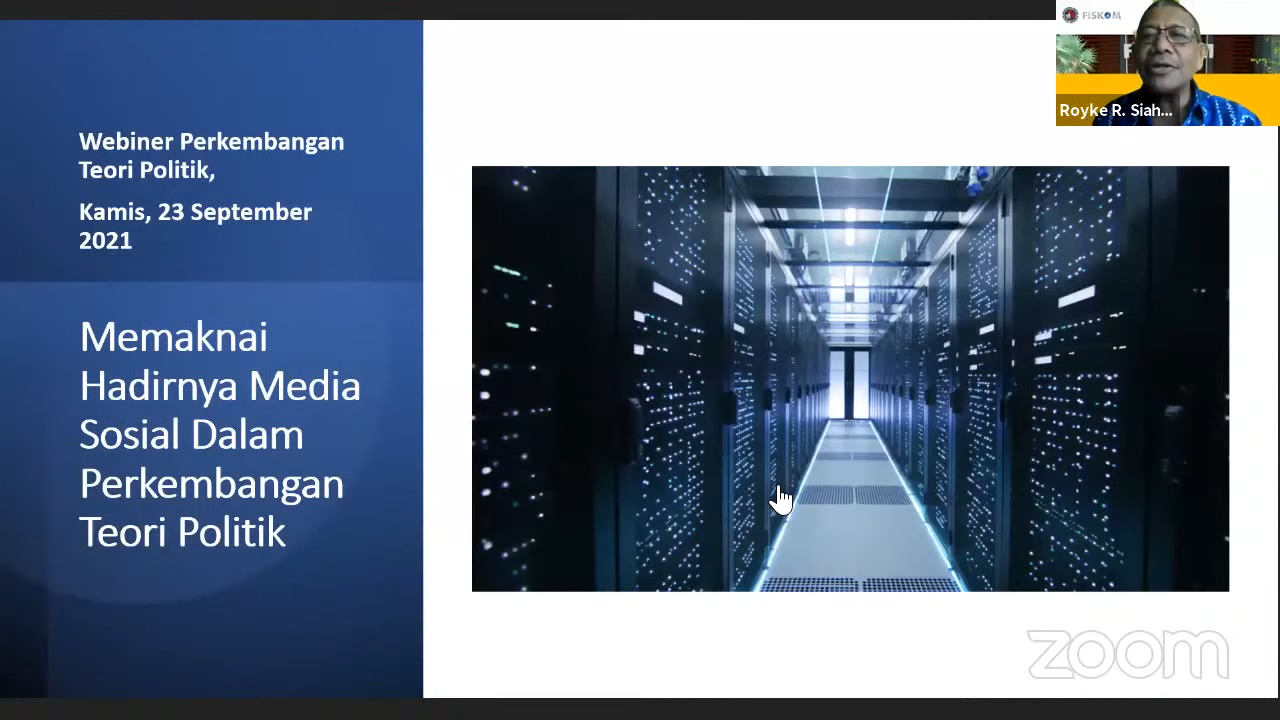 Webiner Perkembangan
Teori Politik,
Kamis, 23 September
2021
Memaknai
Hadirnya Media
Sosial Dalam
Perkembangan
Teori Politik
FISKOM
Royke R. Siah...
zoom